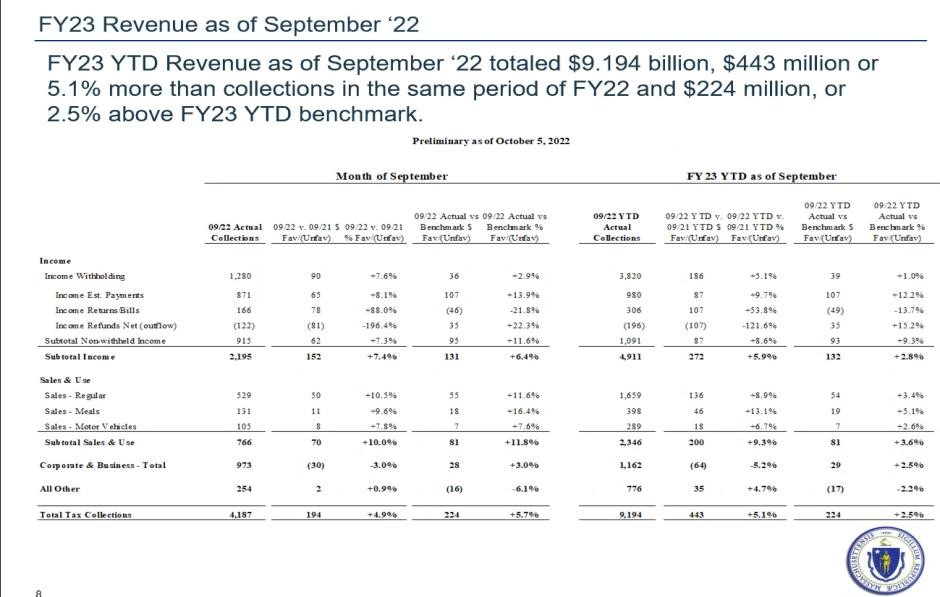 FY23 Revenue as of September ‘22
FY23 YTD Revenue as of September ‘22 totaled $9.194 billion, $443 million or
5.1% more than collections in the same period of FY22 and $224 million, or
2.5% above FY23 YTD benchmark.
Preliminary as of October 5, 2022
Month of September FY 23 YTD as of September
09/22 Actual Collections 09/22 v. 09/21 $ Fav/(Unfav) 09/22 v. 09/21 % Fav/(Unfav) 09/22 Actual vs Benchmark $ Fav/(Unfav) 09/22 Actual vs Benchmark % Fav/(Unfav) 09/22 YTD Actual Collections 09/22 YTD v. 09/21 YTD $ Fav/(Unfav) 09/22 YTD v. 09/21 YTD % Fav/(Unfav) 09/22 YTD Actual vs Benchmark $ Fav/(Unfav) 09/22 YTD Actual vs Benchmark % Fav/(Unfav)
Income
Income Withholding 1,280 90 +7.6% 36 +2.9% 3,820 186 +5.1% 39 +1.0%
Income Est. Payments 871 65 +8.1% 107 +13.9% 980 87 +9.7% 107 +12.2%
Income Returns/Bills 166 78 +88.0% (46) -21.8% 306 107 +53.8% (49) -13.7%
Income Refunds Net (outflow) (122) (81) -196.4% 35 +22.3% (196) (107) -121.6% 35 +15.2%
Subtotal Non-withheld Income 915 62 +7.3% 95 +11.6% 1,091 87 +8.6% 93 +9.3%
Subtotal Income 2,195 152 +7.4% 131 +6.4% 4,911 272 +5.9% 132 +2.8%
Sales & Use
Sales - Regular 529 50 +10.5% 55 +11.6% 1,659 136 +8.9% 54 +3.4%
Sales - Meals 131 11 +9.6% 18 +16.4% 398 46 +13.1% 19 +5.1%
Sales - Motor Vehicles 105 8 +7.8% 7 +7.6% 289 18 +6.7% 7 +2.6%
Subtotal Sales & Use 766 70 +10.0% 81 +11.8% 2,346 200 +9.3% 81 +3.6%
Corporate & Business - Total 973 (30) -3.0% 28 +3.0% 1,162 (64) -5.2% 29 +2.5%
All Other 254 2 +0.9% (16) -6.1% 776 35 +4.7% (17) -2.2%
Total Tax Collections 4,187 194 +4.9% 224 +5.7% 9,194 443 +5.1% 224 +2.5%
SIGILLUM REIPUBLICÆ MASSACHUSETTENSIS
8